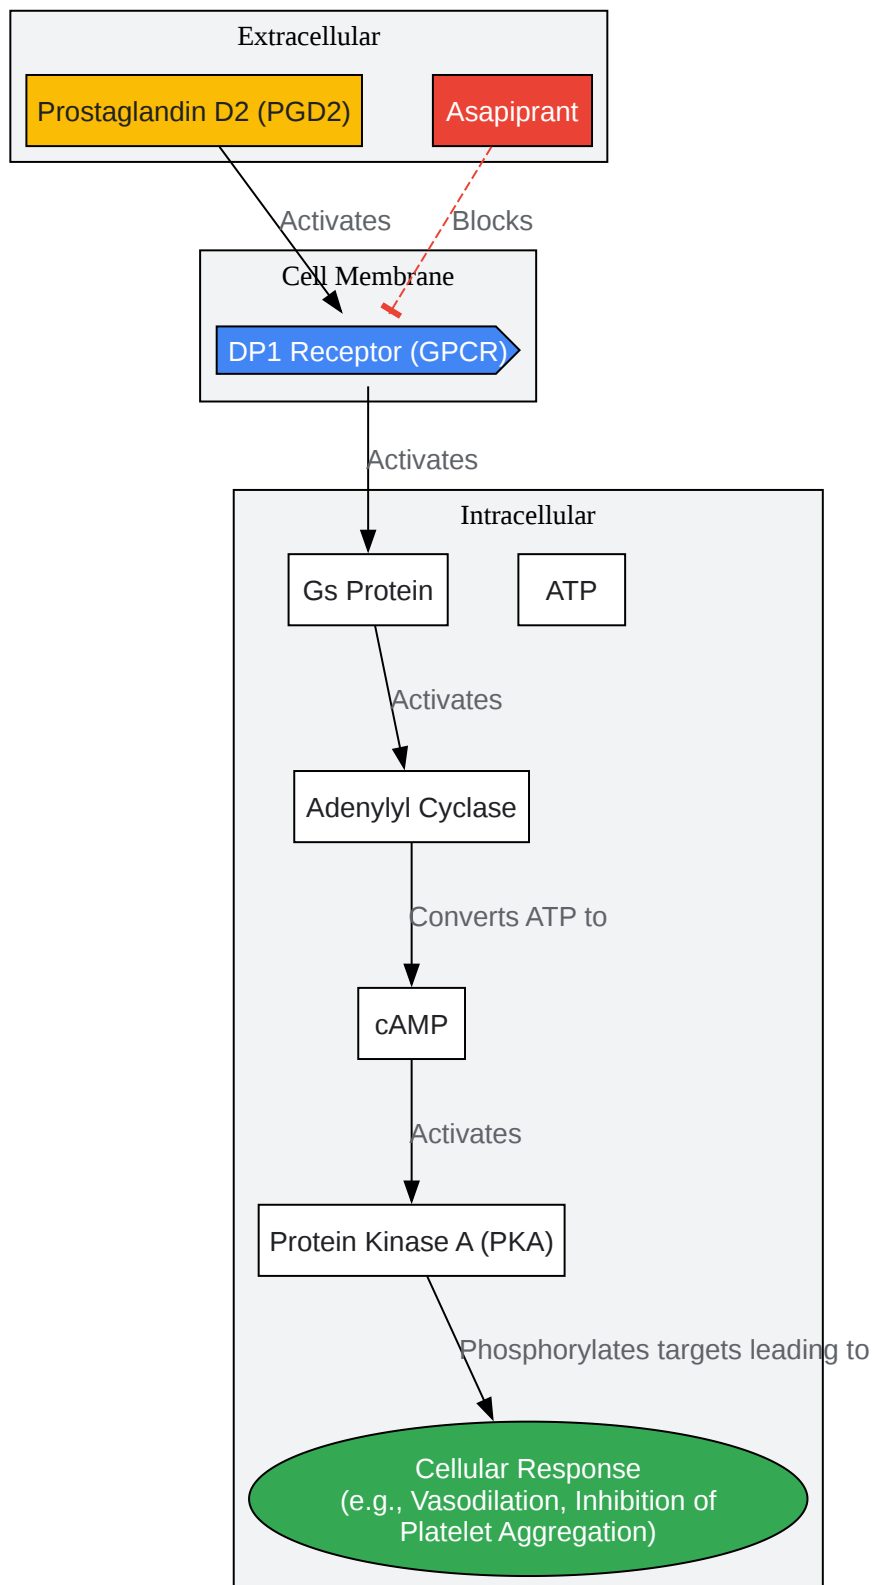 Extracellular
Prostaglandin D2 (PGD2)
Asapiprant
Activates
Blocks
Cell Membrane
DP1 Receptor (GPCR)
Activates
Intracellular
Gs Protein
ATP
Activates
Adenylyl Cyclase
Converts ATP to
cAMP
Activates
Protein Kinase A (PKA)
Phosphorylates targets leading to
Cellular Response
(e.g., Vasodilation, Inhibition of
Platelet Aggregation)